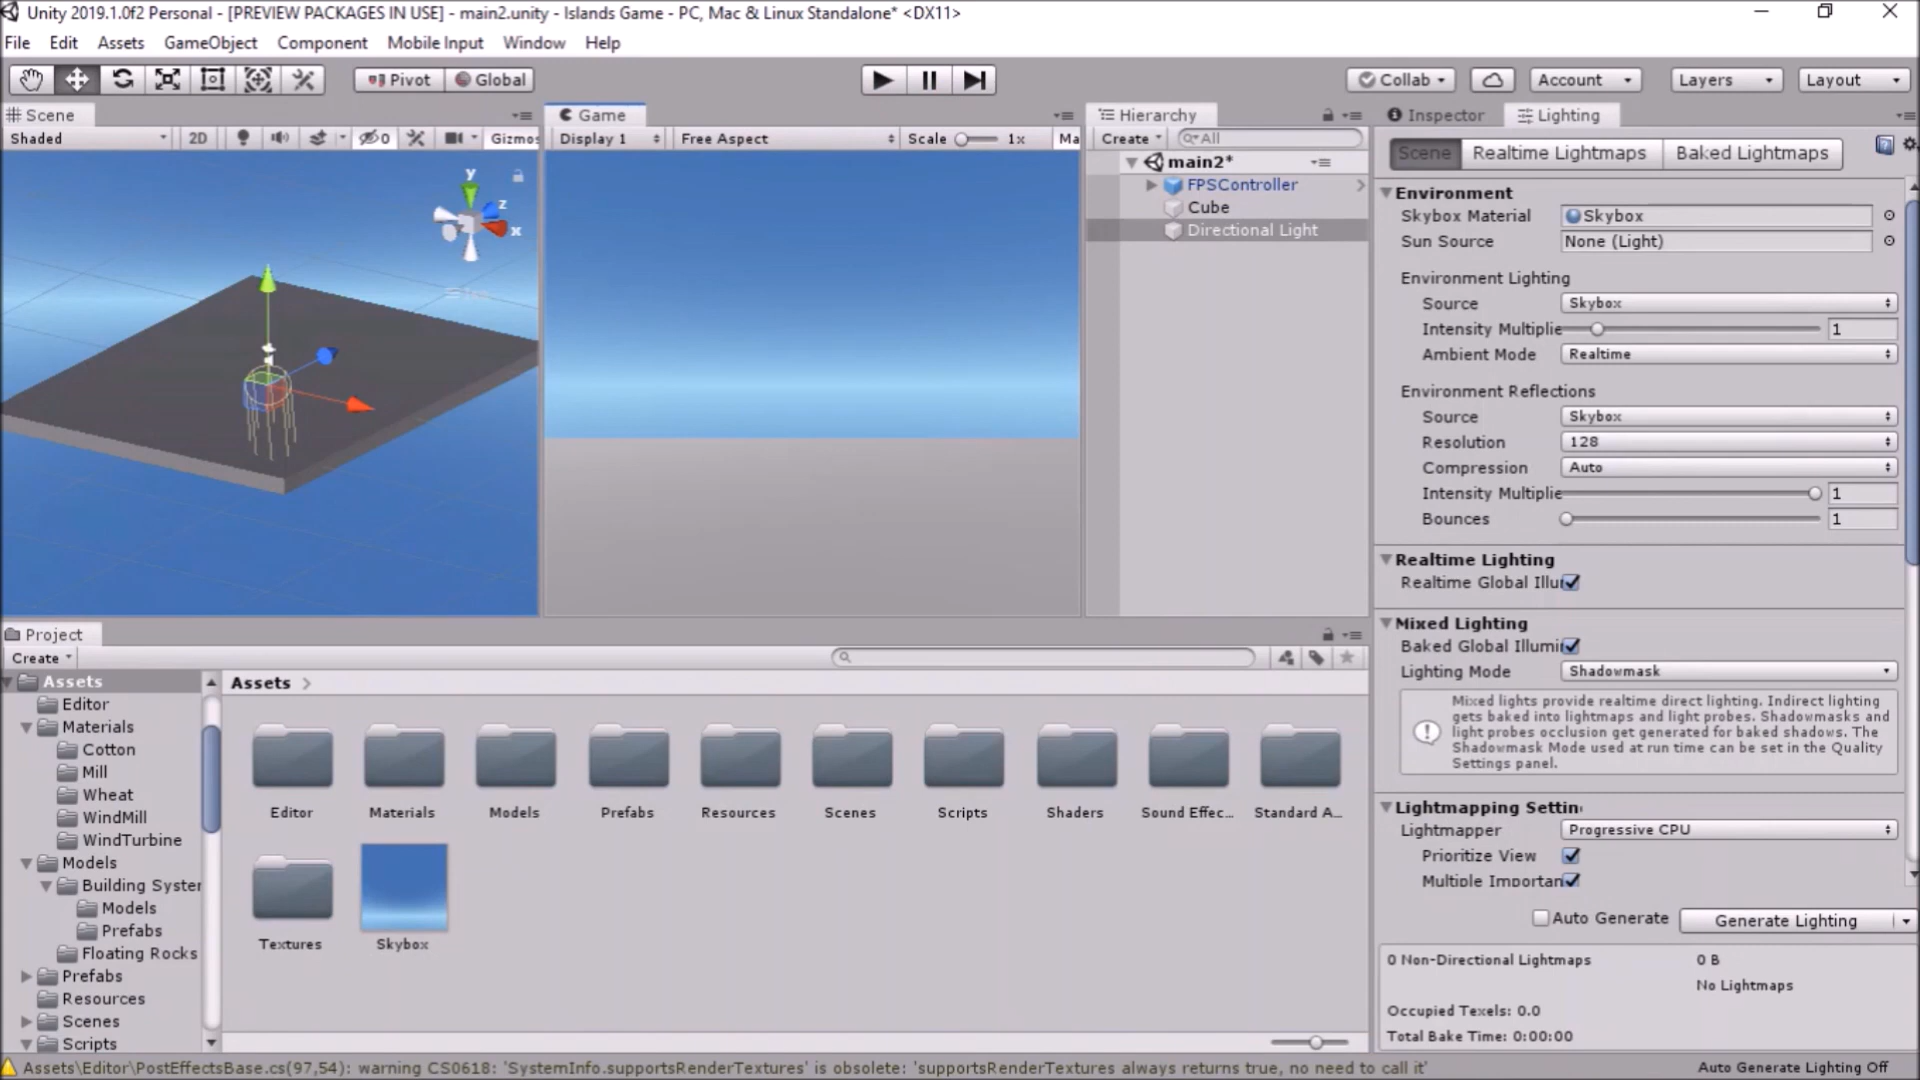 Unity 2019.1.0f2 Personal - [PREVIEW PACKAGES IN USE] - main2.unity - Islands Game - PC, Mac & Linux Standalone* <DX11>
File Edit Assets GameObject Component Mobile Input Window Help
Pivot Global Collab Account Layers Layout
Scene
Shaded 2D 0 Gizmos
y
z
x
Game
Display 1 Free Aspect Scale 1x Ma
Hierarchy
Create All
main2*
FPSController
Cube
Directional Light
Inspector Lighting
Scene Realtime Lightmaps Baked Lightmaps
Environment
Skybox Material Skybox
Sun Source None (Light)
Environment Lighting
Source Skybox
Intensity Multiplie 1
Ambient Mode Realtime
Environment Reflections
Source Skybox
Resolution 128
Compression Auto
Intensity Multiplie 1
Bounces 1
Realtime Lighting
Realtime Global Illu
Mixed Lighting
Baked Global Illumi
Lighting Mode Shadowmask
Mixed lights provide realtime direct lighting. Indirect lighting
gets baked into lightmaps and light probes. Shadowmasks and
light probes occlusion get generated for baked shadows. The
Shadowmask Mode used at run time can be set in the Quality
Settings panel.
Lightmapping Settin
Lightmapper Progressive CPU
Prioritize View
Multiple Importan
Auto Generate Generate Lighting
0 Non-Directional Lightmaps 0 B
No Lightmaps
Occupied Texels: 0.0
Total Bake Time: 0:00:00
Project
Create
Assets
Editor
Materials
Cotton
Mill
Wheat
WindMill
WindTurbine
Models
Building Syster
Models
Prefabs
Floating Rocks
Prefabs
Resources
Scenes
Scripts
Assets
Editor Materials Models Prefabs Resources Scenes Scripts Shaders Sound Effec... Standard A...
Textures Skybox
Assets\Editor\PostEffectsBase.cs(97,54): warning CS0618: 'SystemInfo.supportsRenderTextures' is obsolete: 'supportsRenderTextures always returns true, no need to call it'
Auto Generate Lighting Off